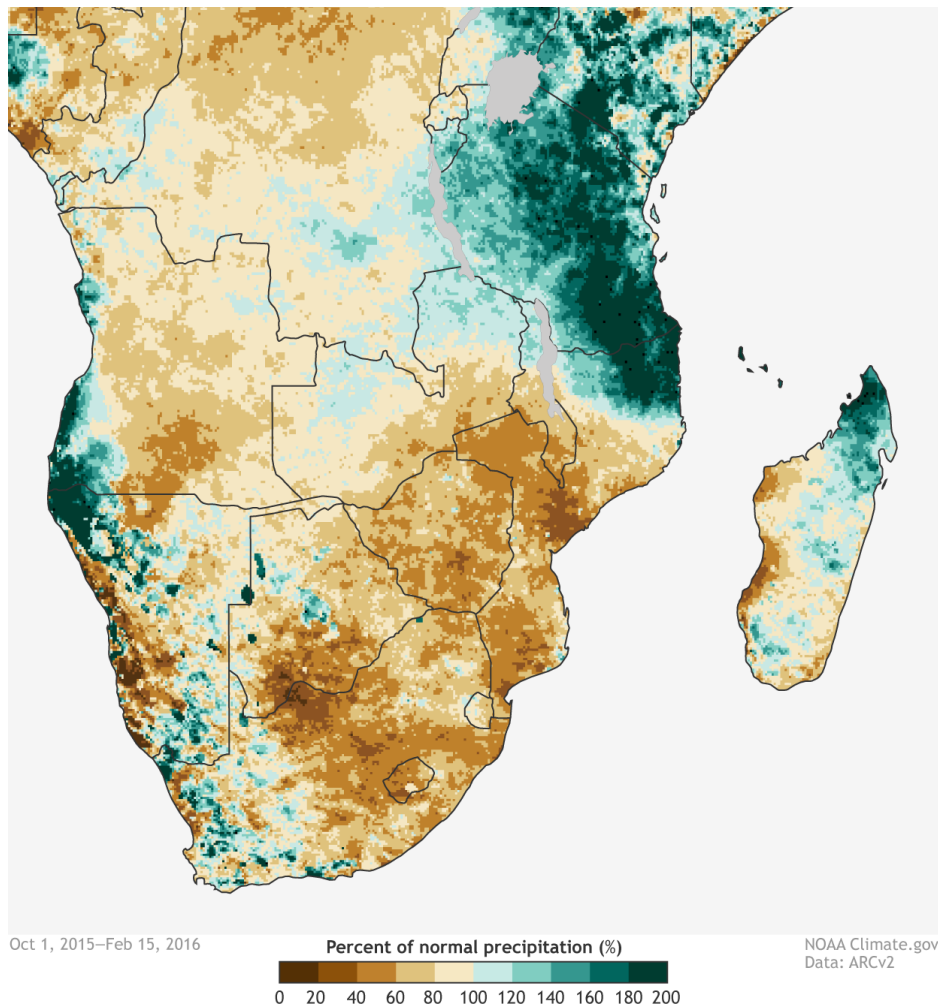 Oct 1, 2015—Feb 15, 2016
Percent of normal precipitation (%)
NOAA Climate.gov
Data: ARCv2
0 20 40 60 80 100 120 140 160 180 200